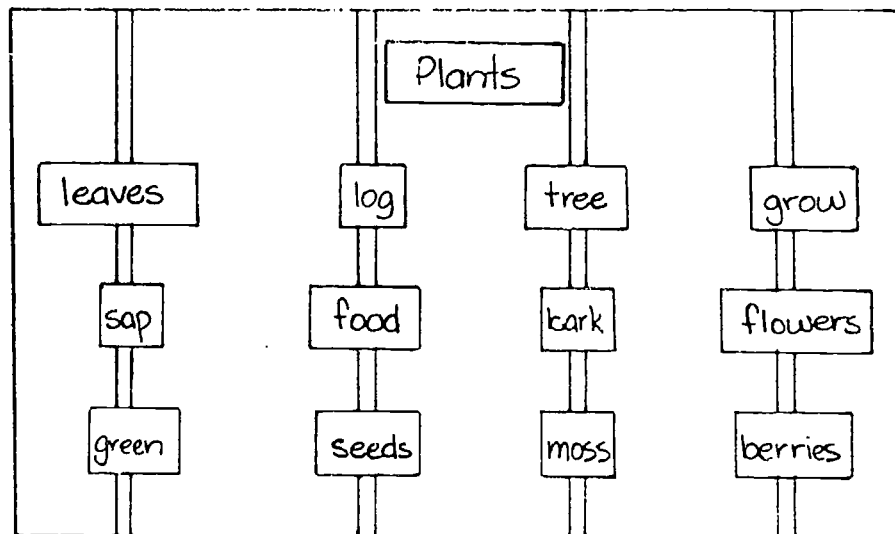 Plants
leaves log tree grow
sap food bark flowers
green seeds moss berries